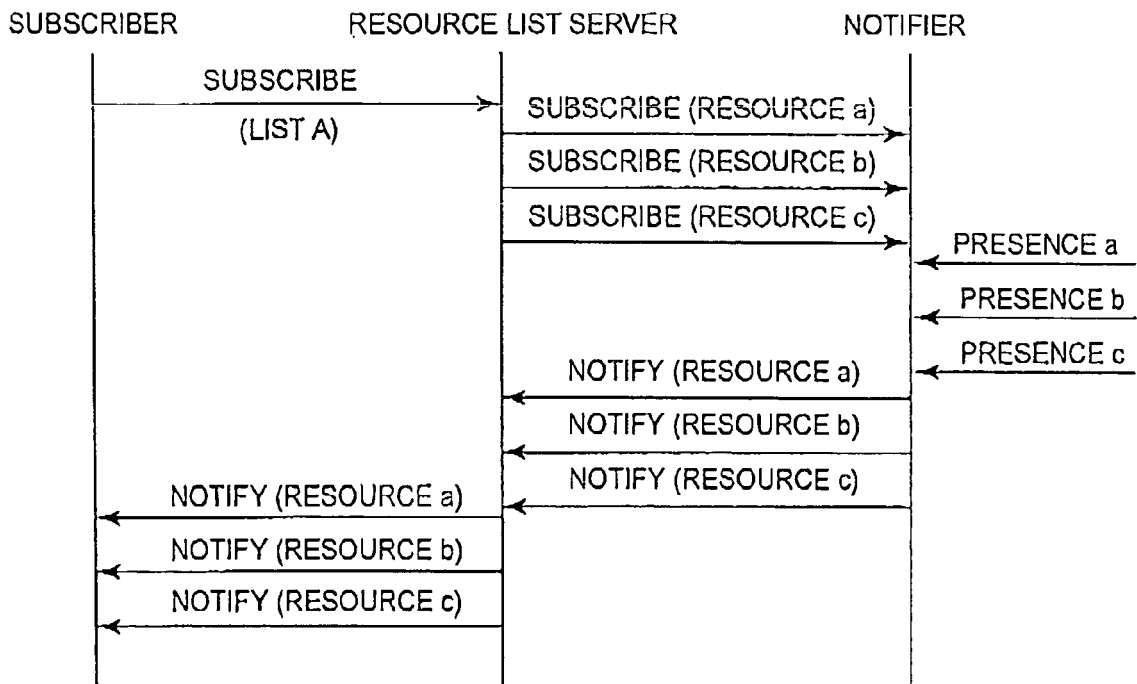 SUBSCRIBER
RESOURCE LIST SERVER
NOTIFIER
SUBSCRIBE
(LIST A)
SUBSCRIBE (RESOURCE a)
SUBSCRIBE (RESOURCE b)
SUBSCRIBE (RESOURCE c)
PRESENCE a
PRESENCE b
PRESENCE c
NOTIFY (RESOURCE a)
NOTIFY (RESOURCE b)
NOTIFY (RESOURCE c)
NOTIFY (RESOURCE a)
NOTIFY (RESOURCE b)
NOTIFY (RESOURCE c)